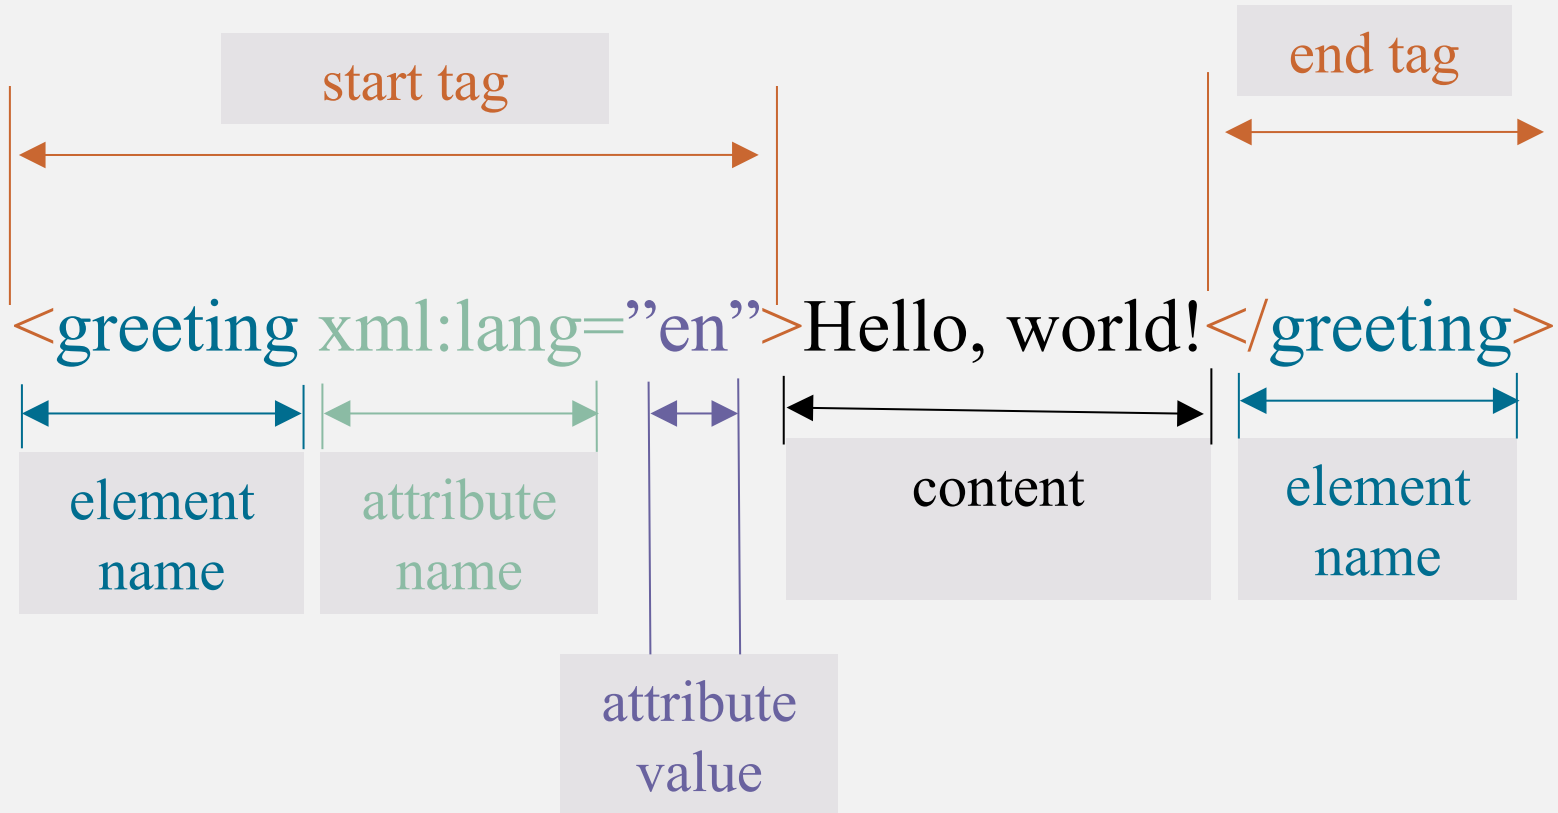 start tag
end tag
<greeting xml:lang=”en”>Hello, world!</greeting>
element
name
attribute
name
content
element
name
attribute
value